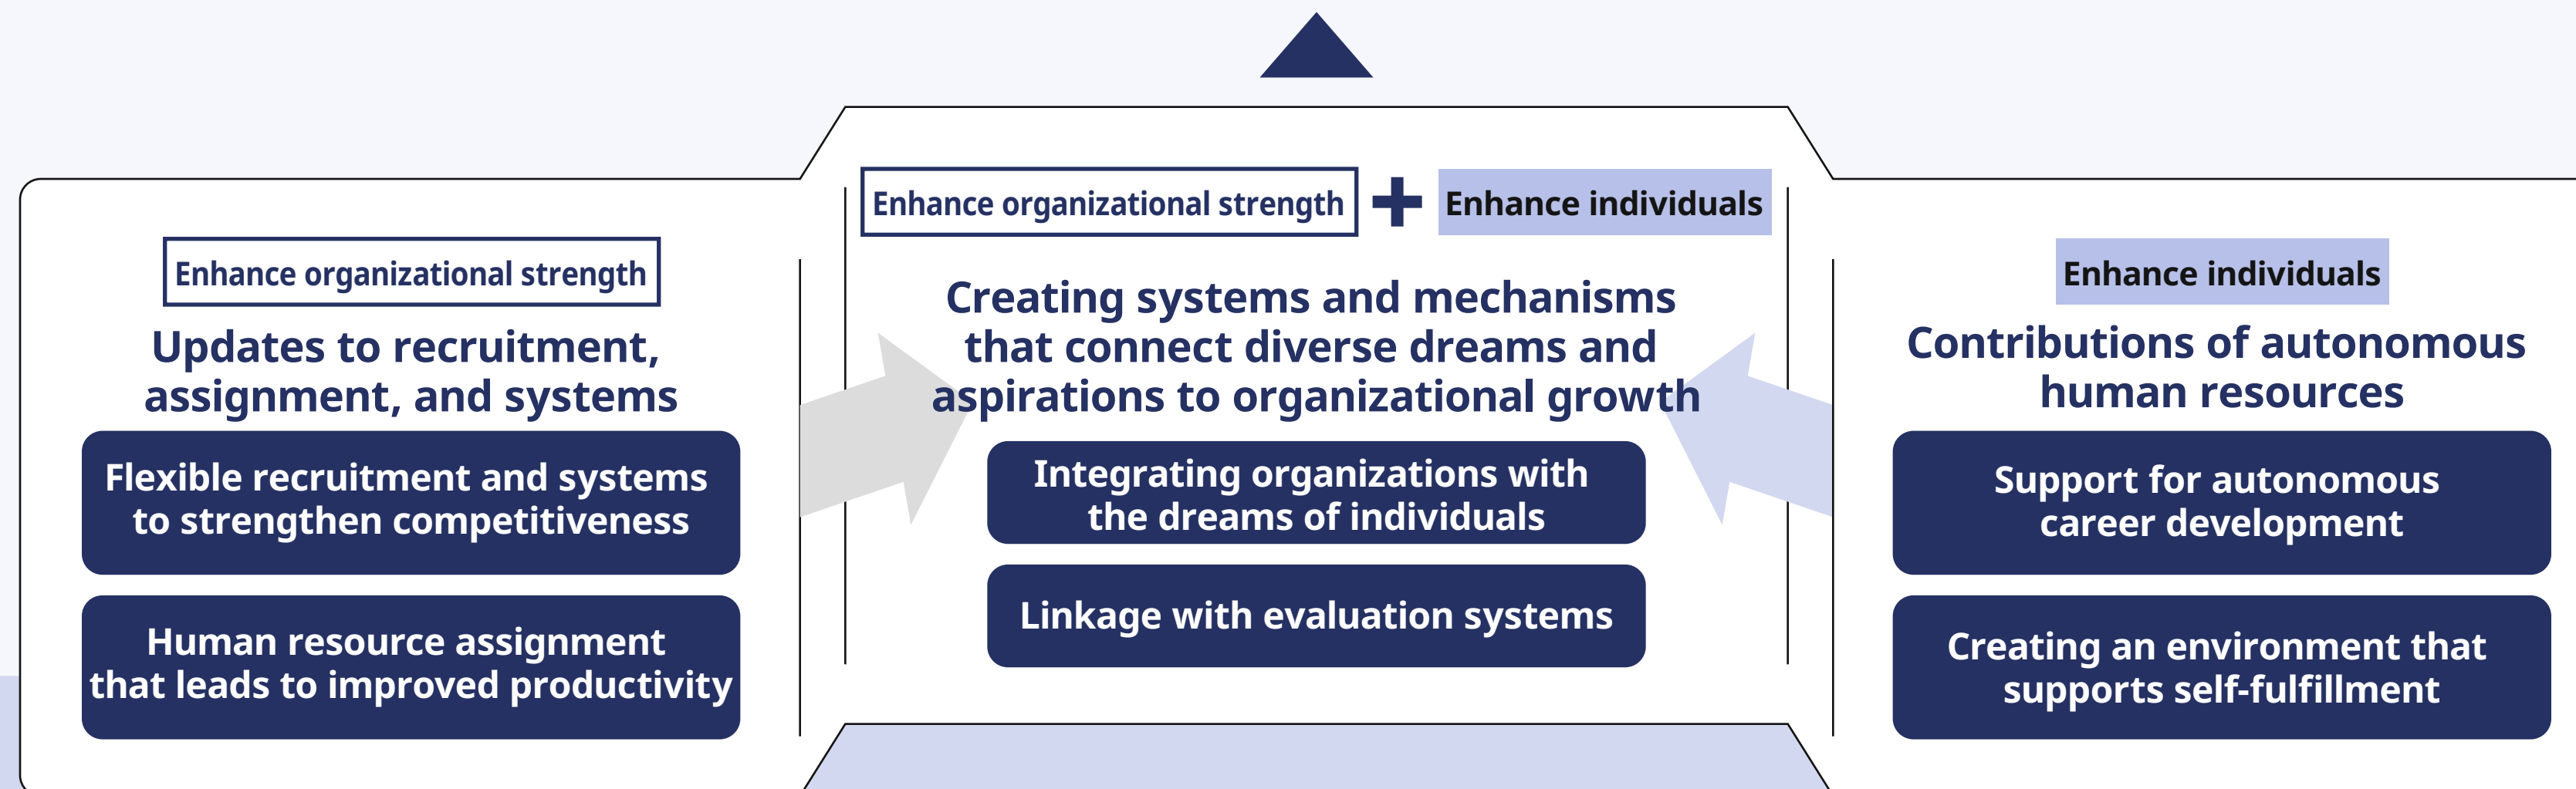 Enhance organizational strength
Updates to recruitment,
assignment, and systems
Flexible recruitment and systems
to strengthen competitiveness
Human resource assignment
that leads to improved productivity
Enhance organizational strength
Enhance individuals
Creating systems and mechanisms
that connect diverse dreams and
aspirations to organizational growth
Integrating organizations with
the dreams of individuals
Linkage with evaluation systems
Enhance individuals
Contributions of autonomous
human resources
Support for autonomous
career development
Creating an environment that
supports self-fulfillment